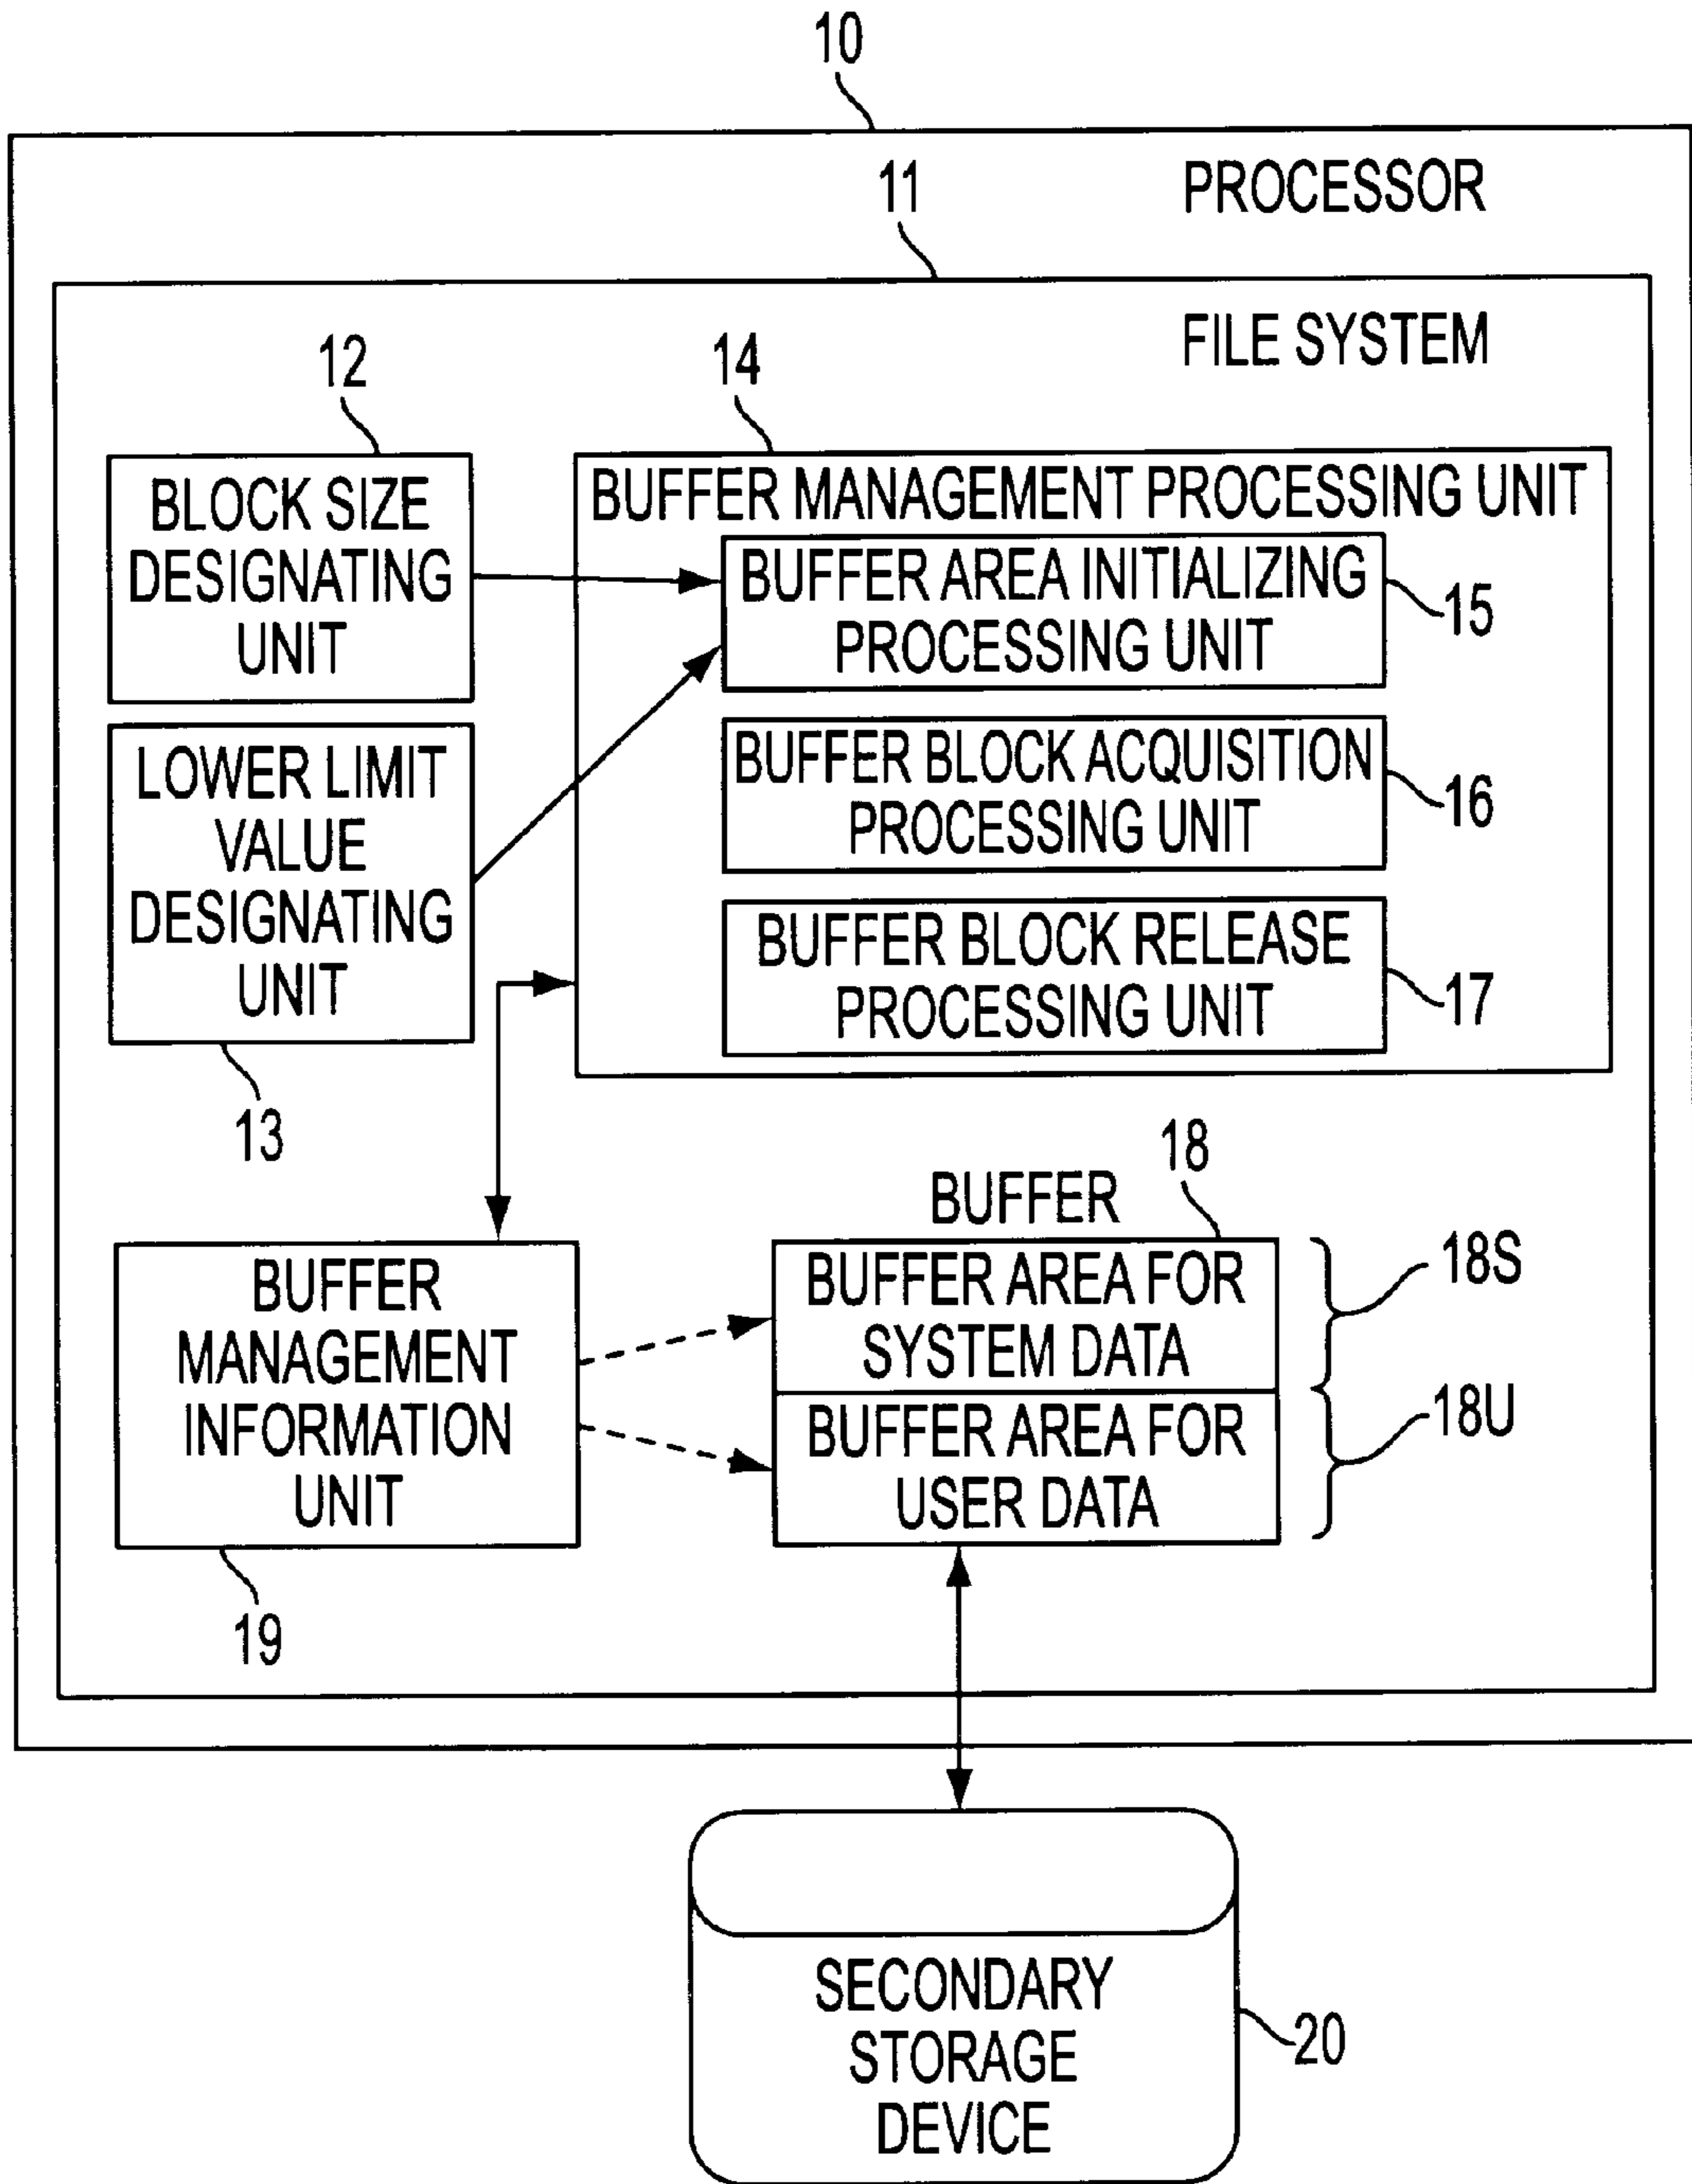 10
PROCESSOR
11
FILE SYSTEM
12
BLOCK SIZE
DESIGNATING
UNIT
14
BUFFER MANAGEMENT PROCESSING UNIT
BUFFER AREA INITIALIZING
PROCESSING UNIT
15
BUFFER BLOCK ACQUISITION
PROCESSING UNIT
16
BUFFER BLOCK RELEASE
PROCESSING UNIT
17
LOWER LIMIT
VALUE
DESIGNATING
UNIT
13
BUFFER
18
BUFFER AREA FOR
SYSTEM DATA
18S
BUFFER AREA FOR
USER DATA
18U
BUFFER
MANAGEMENT
INFORMATION
UNIT
19
SECONDARY
STORAGE
DEVICE
20